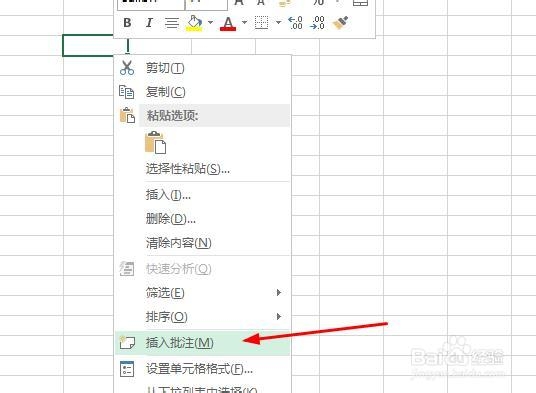 B I A
剪切(T)
复制(C)
粘贴选项:
选择性粘贴(S)...
插入(I)...
删除(D)...
清除内容(N)
快速分析(Q)
筛选(E)
排序(O)
插入批注(M)
设置单元格格式(F)...
从下拉列表中选择(K)
Baidu经验
jingyan.baidu.com